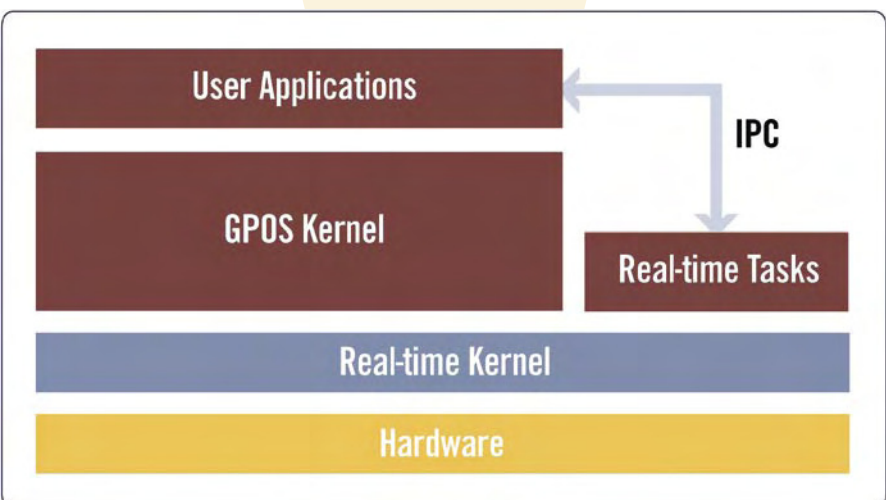 User Applications
IPC
GPOS Kernel
Real-time Tasks
Real-time Kernel
Hardware